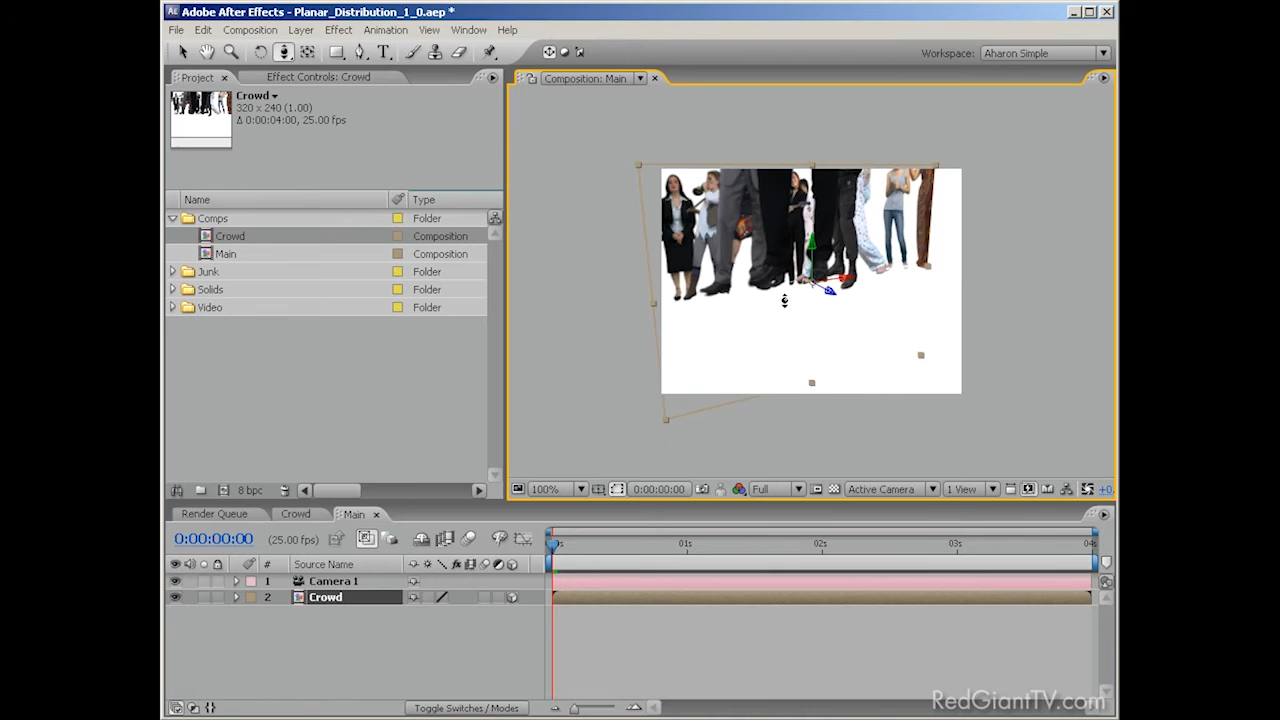 Adobe After Effects - Planar_Distribution_1_0.aep *
File Edit Composition Layer Effect Animation View Window Help
Workspace: Aharon Simple
Project × Effect Controls: Crowd
Composition: Main ×
Crowd
320 x 240 (1.00)
Δ 0:00:04:00, 25.00 fps
Name Type
Comps Folder
Crowd Composition
Main Composition
Junk Folder
Solids Folder
Video Folder
8 bpc
100% 0:00:00:00 Full Active Camera 1 View +0
Render Queue Crowd Main ×
0:00:00:00 (25.00 fps)
s 01s 02s 03s 04s
# Source Name
1 Camera 1
2 Crowd
Toggle Switches / Modes
RedGiantTV.com